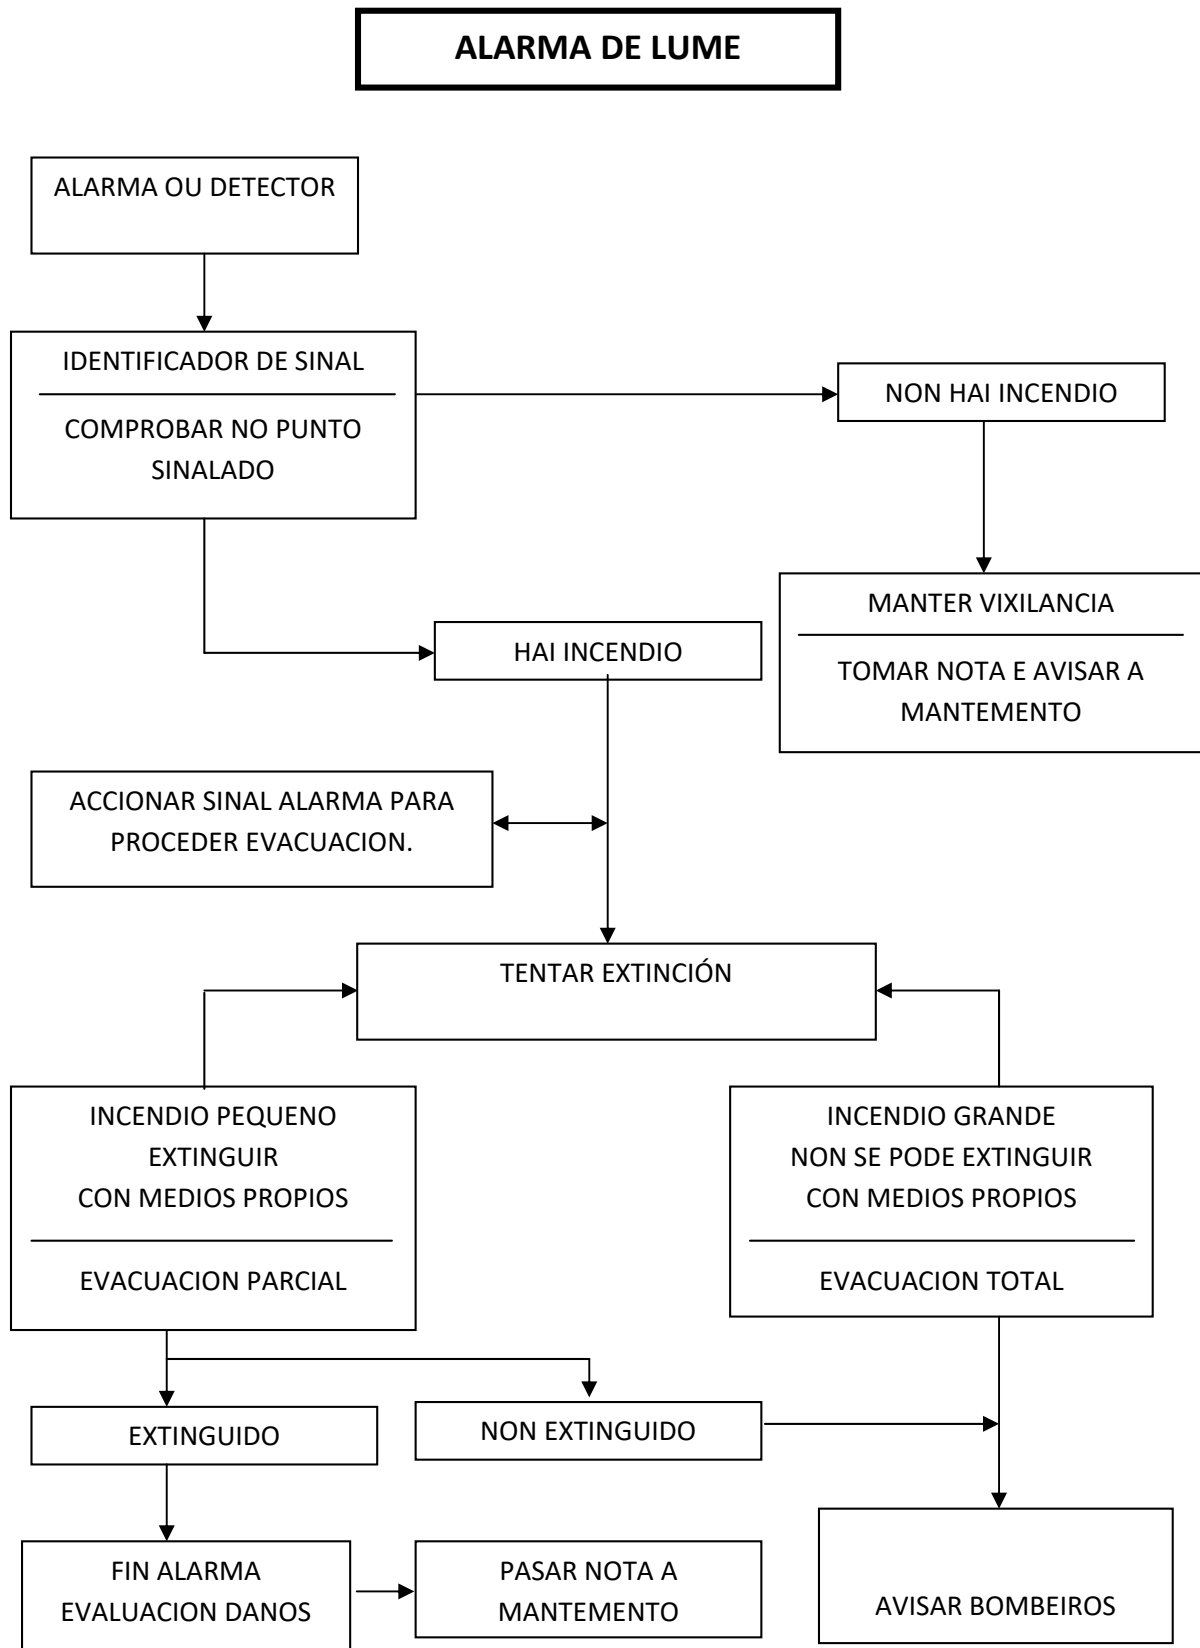 ALARMA DE LUME
ALARMA OU DETECTOR
IDENTIFICADOR DE SINAL
COMPROBAR NO PUNTO
SINALADO
NON HAI INCENDIO
MANTER VIXILANCIA
TOMAR NOTA E AVISAR A
MANTEMENTO
HAI INCENDIO
ACCIONAR SINAL ALARMA PARA
PROCEDER EVACUACION.
TENTAR EXTINCIÓN
INCENDIO PEQUENO
EXTINGUIR
CON MEDIOS PROPIOS
EVACUACION PARCIAL
INCENDIO GRANDE
NON SE PODE EXTINGUIR
CON MEDIOS PROPIOS
EVACUACION TOTAL
EXTINGUIDO
NON EXTINGUIDO
FIN ALARMA
EVALUACION DANOS
PASAR NOTA A
MANTEMENTO
AVISAR BOMBEIROS